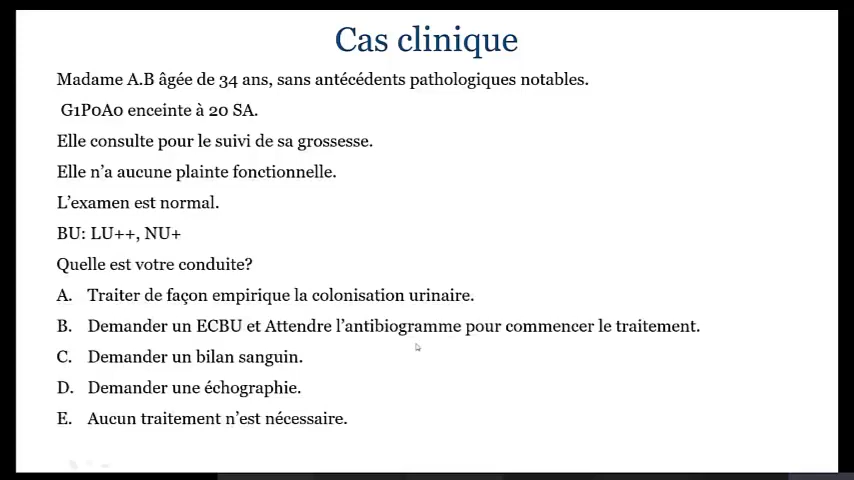 Cas clinique
Madame A.B âgée de 34 ans, sans antécédents pathologiques notables.
G1P0A0 enceinte à 20 SA.
Elle consulte pour le suivi de sa grossesse.
Elle n'a aucune plainte fonctionnelle.
L'examen est normal.
BU: LU++, NU+
Quelle est votre conduite?
A. Traiter de façon empirique la colonisation urinaire.
B. Demander un ECBU et Attendre l'antibiogramme pour commencer le traitement.
C. Demander un bilan sanguin.
D. Demander une échographie.
E. Aucun traitement n'est nécessaire.